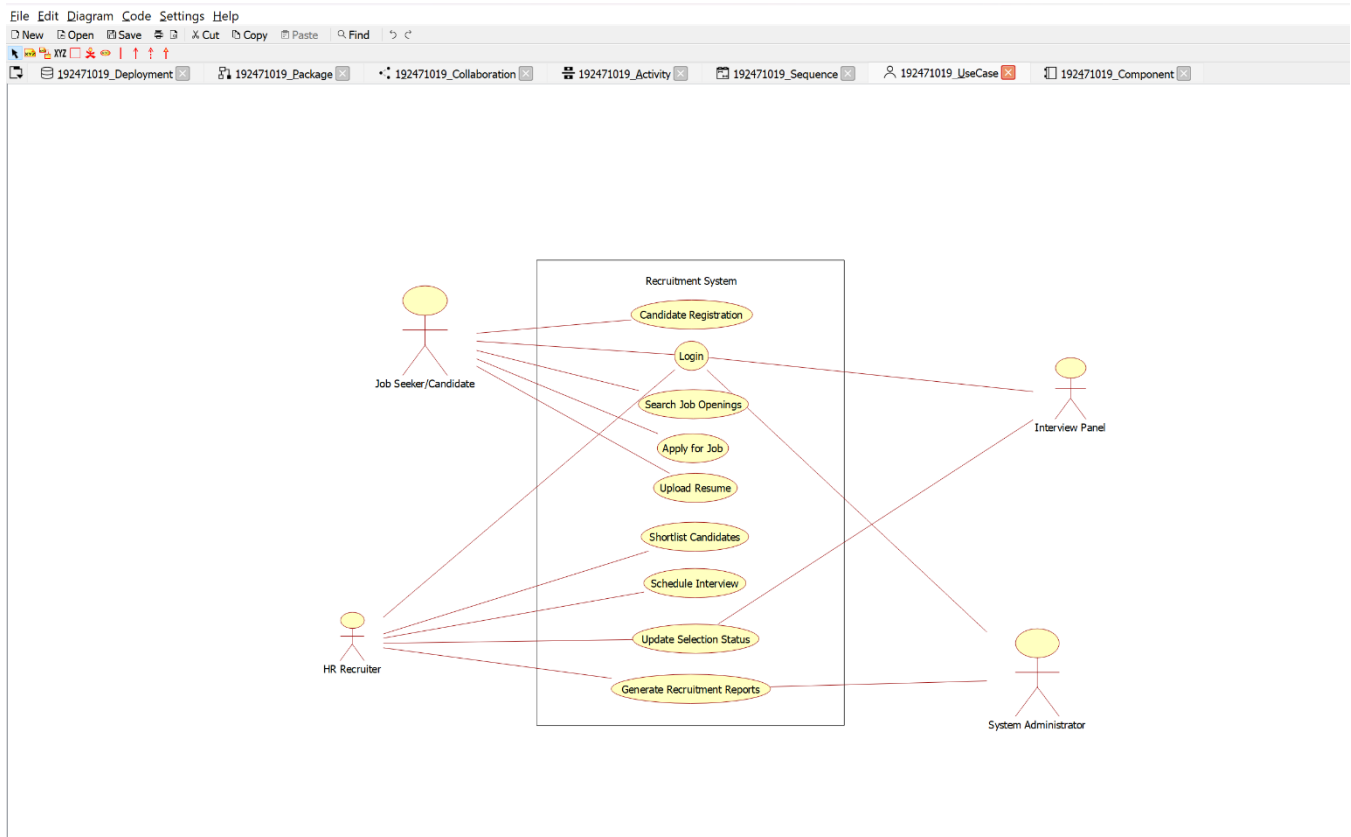 File Edit Diagram Code Settings Help
New Open Save Cut Copy Paste Find
XYZ
192471019_Deployment 192471019_Package 192471019_Collaboration 192471019_Activity 192471019_Sequence 192471019_UseCase 192471019_Component
Recruitment System
Candidate Registration
Login
Job Seeker/Candidate
Search Job Openings
Interview Panel
Apply for Job
Upload Resume
Shortlist Candidates
Schedule Interview
Update Selection Status
HR Recruiter
Generate Recruitment Reports
System Administrator